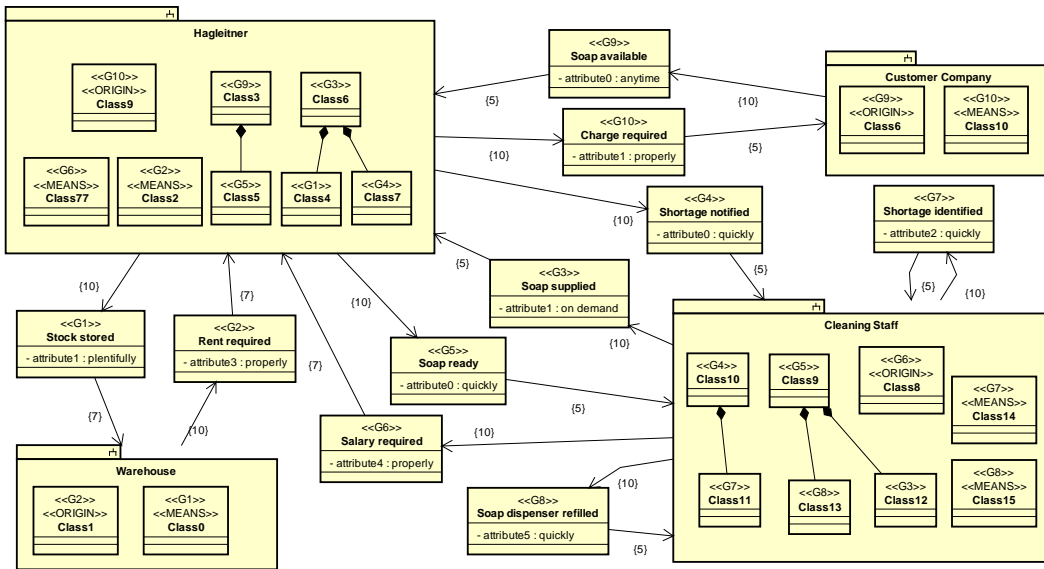 Hagleitner
<<G10>>
<<ORIGIN>>
Class9
<<G9>>
Class3
<<G3>>
Class6
<<G6>>
<<MEANS>>
Class77
<<G2>>
<<MEANS>>
Class2
<<G5>>
Class5
<<G1>>
Class4
<<G4>>
Class7
<<G9>>
Soap available
- attribute0 : anytime
{5}
{10}
<<G10>>
Charge required
- attribute1 : properly
{10}
{5}
Customer Company
<<G9>>
<<ORIGIN>>
Class6
<<G10>>
<<MEANS>>
Class10
<<G4>>
Shortage notified
- attribute0 : quickly
{10}
{5}
<<G7>>
Shortage identified
- attribute2 : quickly
{5}
{10}
<<G3>>
Soap supplied
- attribute1 : on demand
{5}
{10}
{10}
<<G1>>
Stock stored
- attribute1 : plentifully
{7}
{7}
<<G2>>
Rent required
- attribute3 : properly
{10}
{10}
<<G5>>
Soap ready
- attribute0 : quickly
{5}
{7}
<<G6>>
Salary required
- attribute4 : properly
{10}
<<G8>>
Soap dispenser refilled
- attribute5 : quickly
{10}
{5}
Warehouse
<<G2>>
<<ORIGIN>>
Class1
<<G1>>
<<MEANS>>
Class0
Cleaning Staff
<<G4>>
Class10
<<G5>>
Class9
<<G6>>
<<ORIGIN>>
Class8
<<G7>>
<<MEANS>>
Class14
<<G7>>
Class11
<<G8>>
Class13
<<G3>>
Class12
<<G8>>
<<MEANS>>
Class15